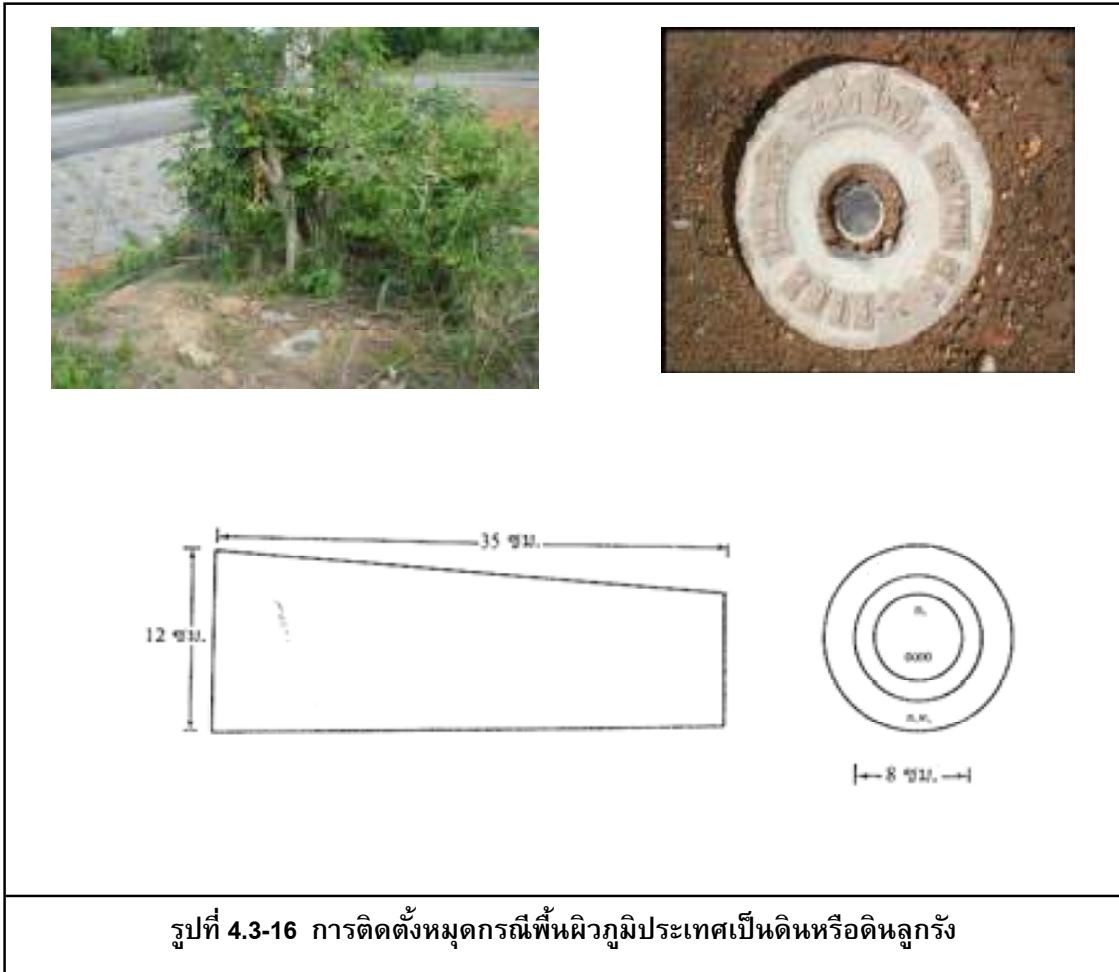 35 ซม.
12 ซม.
ก.
0000
8 ซม.
รูปที่ 4.3-16 การติดตั้งหมุดกรณีพื้นผิวภูมิประเทศเป็นดินหรือดินลูกรัง